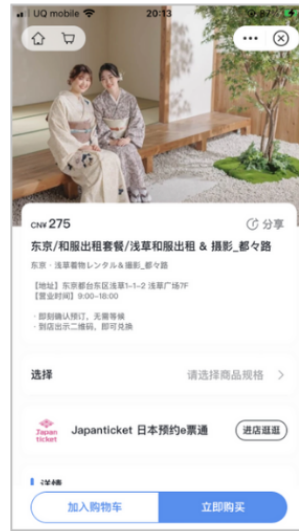 UQ mobile 20:13 87%
CN¥ 275 分享
东京/和服出租套餐/浅草和服出租 & 攝影_都々路
东京・浅草着物レンタル&撮影_都々路
【地址】东京都台东区浅草1-1-2 浅草广场7F
【营业时间】9:00-18:00
· 即刻确认预订，无需等候
· 到店出示二维码，即可兑换
选择 请选择商品规格
Japan ticket
Japanticket 日本预约e票通
进店逛逛
加入购物车 立即购买